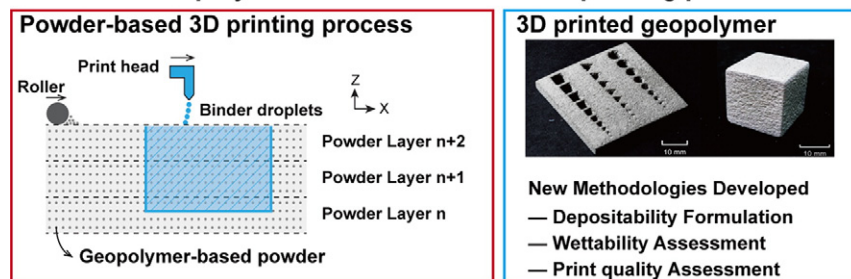 Powder-based 3D printing process
Print head
Roller
Binder droplets
Z
X
Powder Layer n+2
Powder Layer n+1
Powder Layer n
Geopolymer-based powder
3D printed geopolymer
10 mm
10 mm
New Methodologies Developed
— Depositability Formulation
— Wettability Assessment
— Print quality Assessment